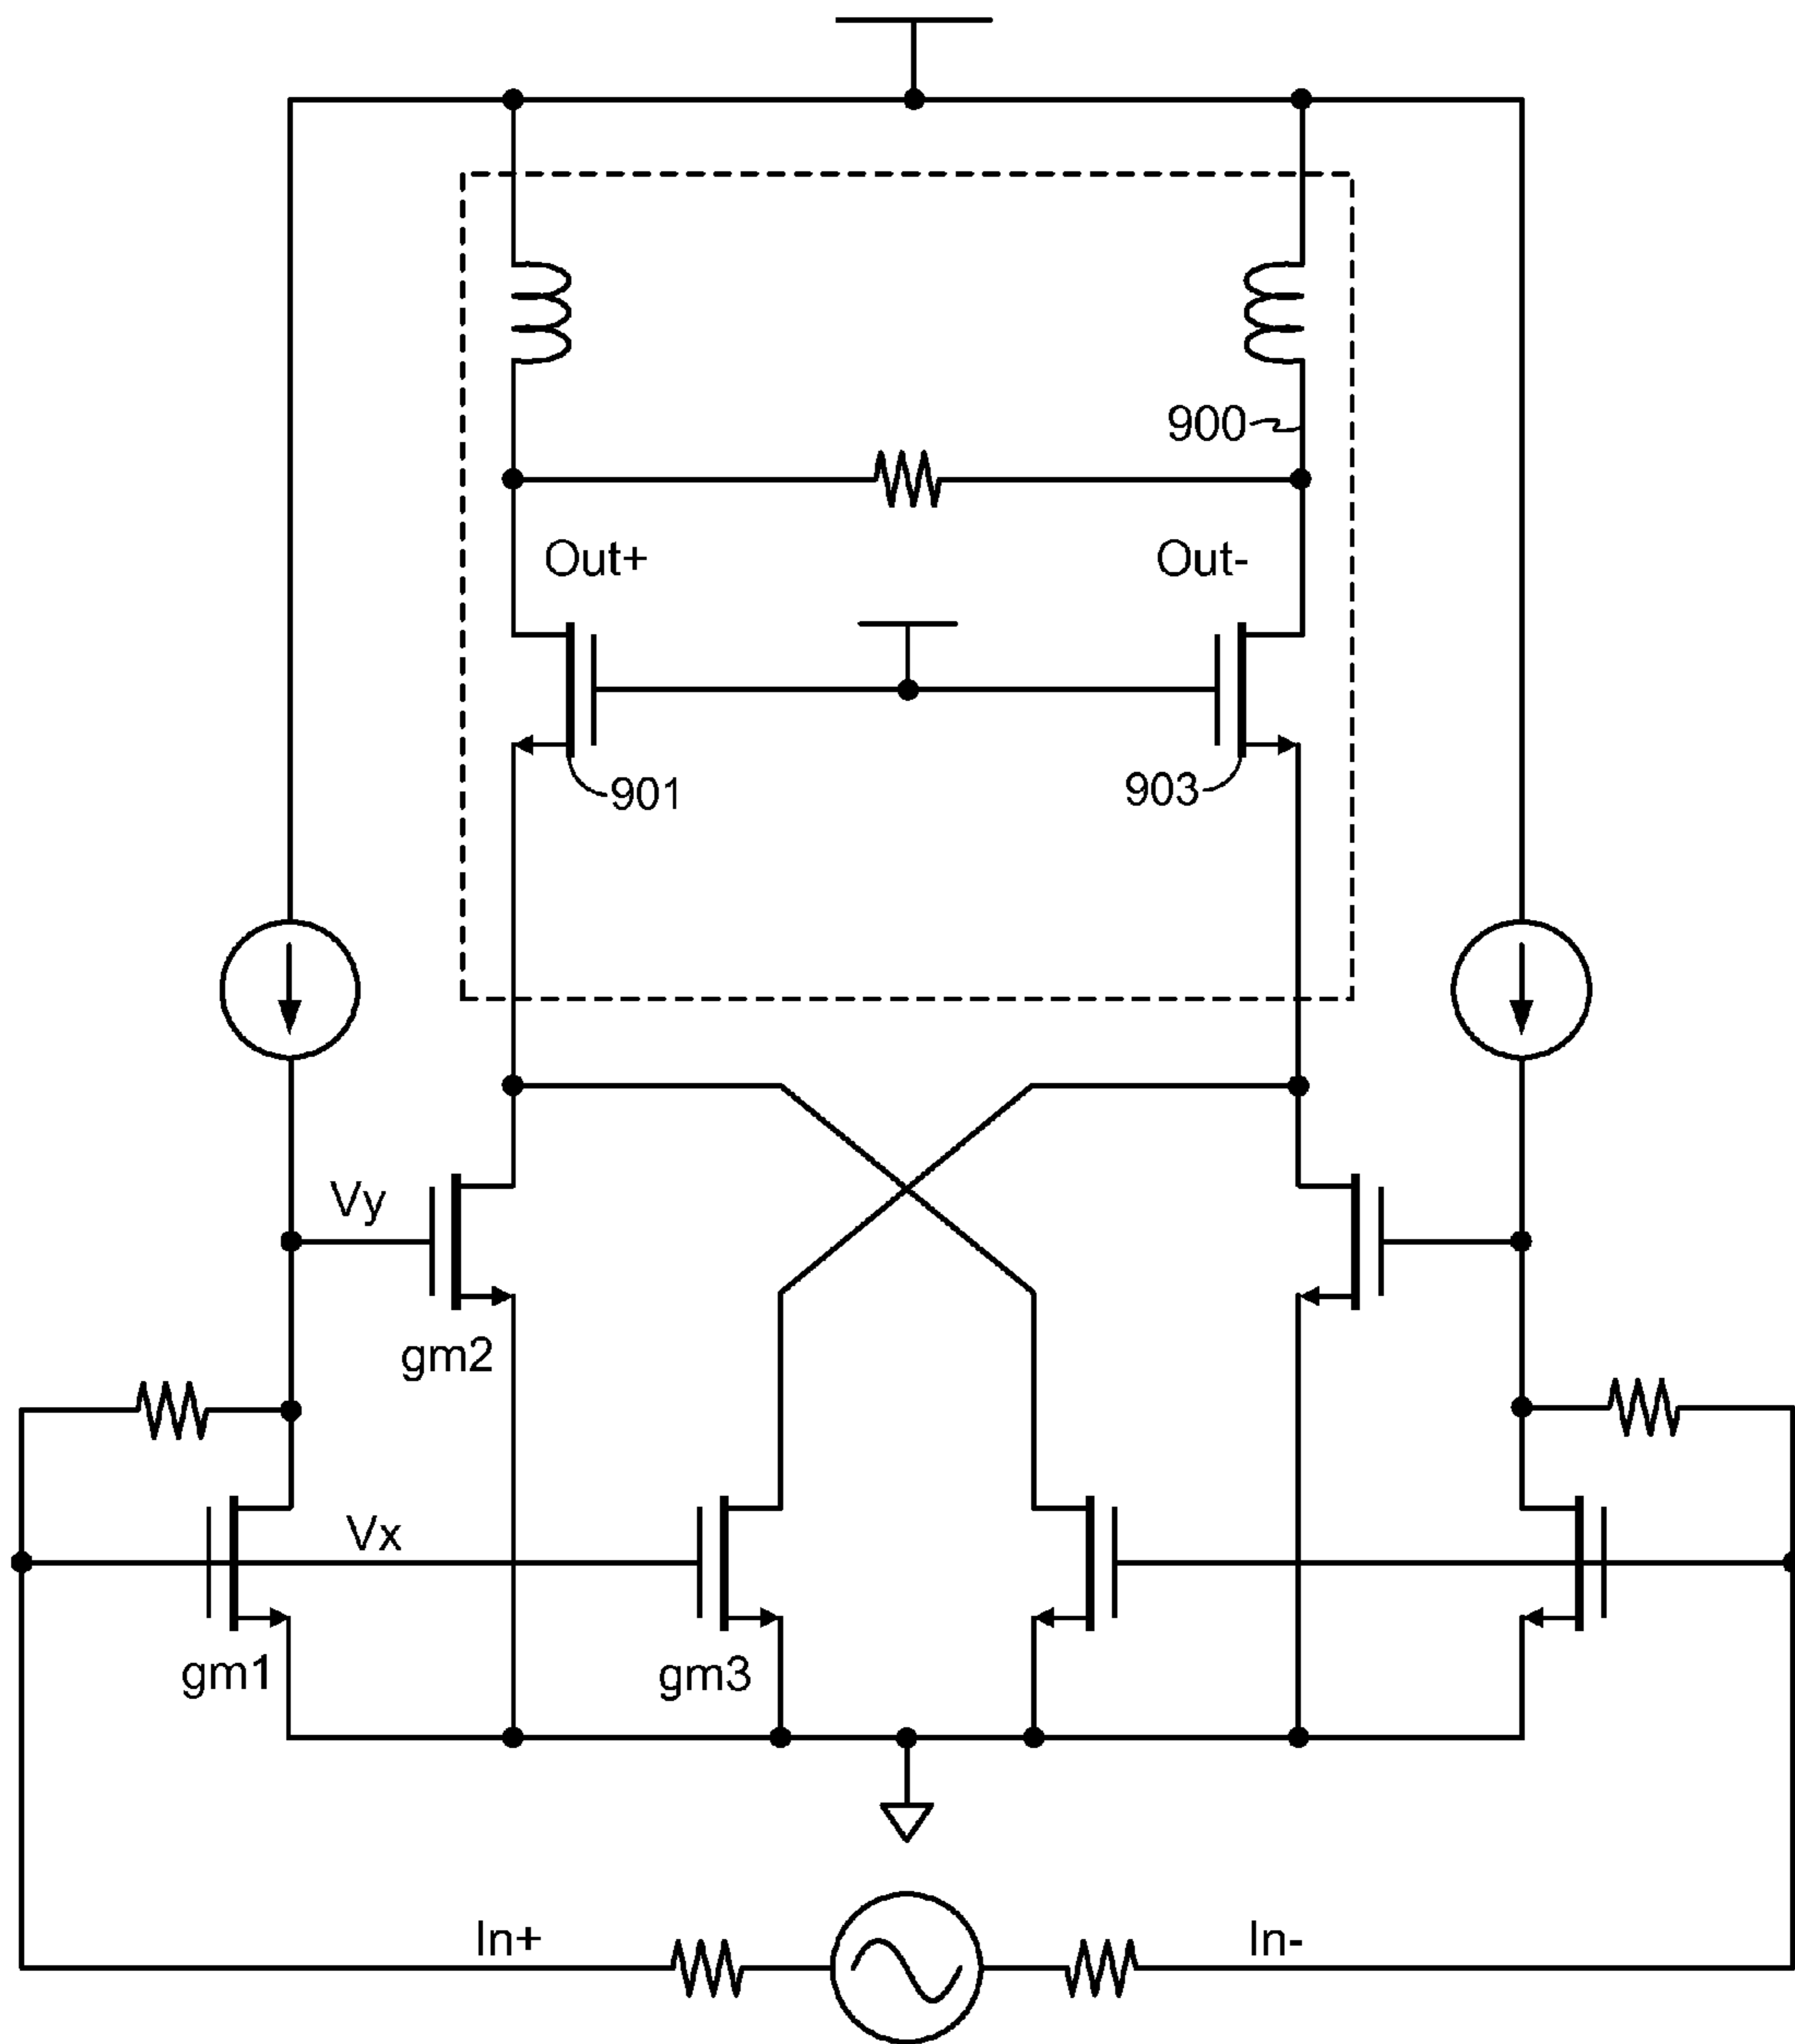 900
Out+
Out-
901
903
Vy
gm2
Vx
gm1
gm3
In+
In-